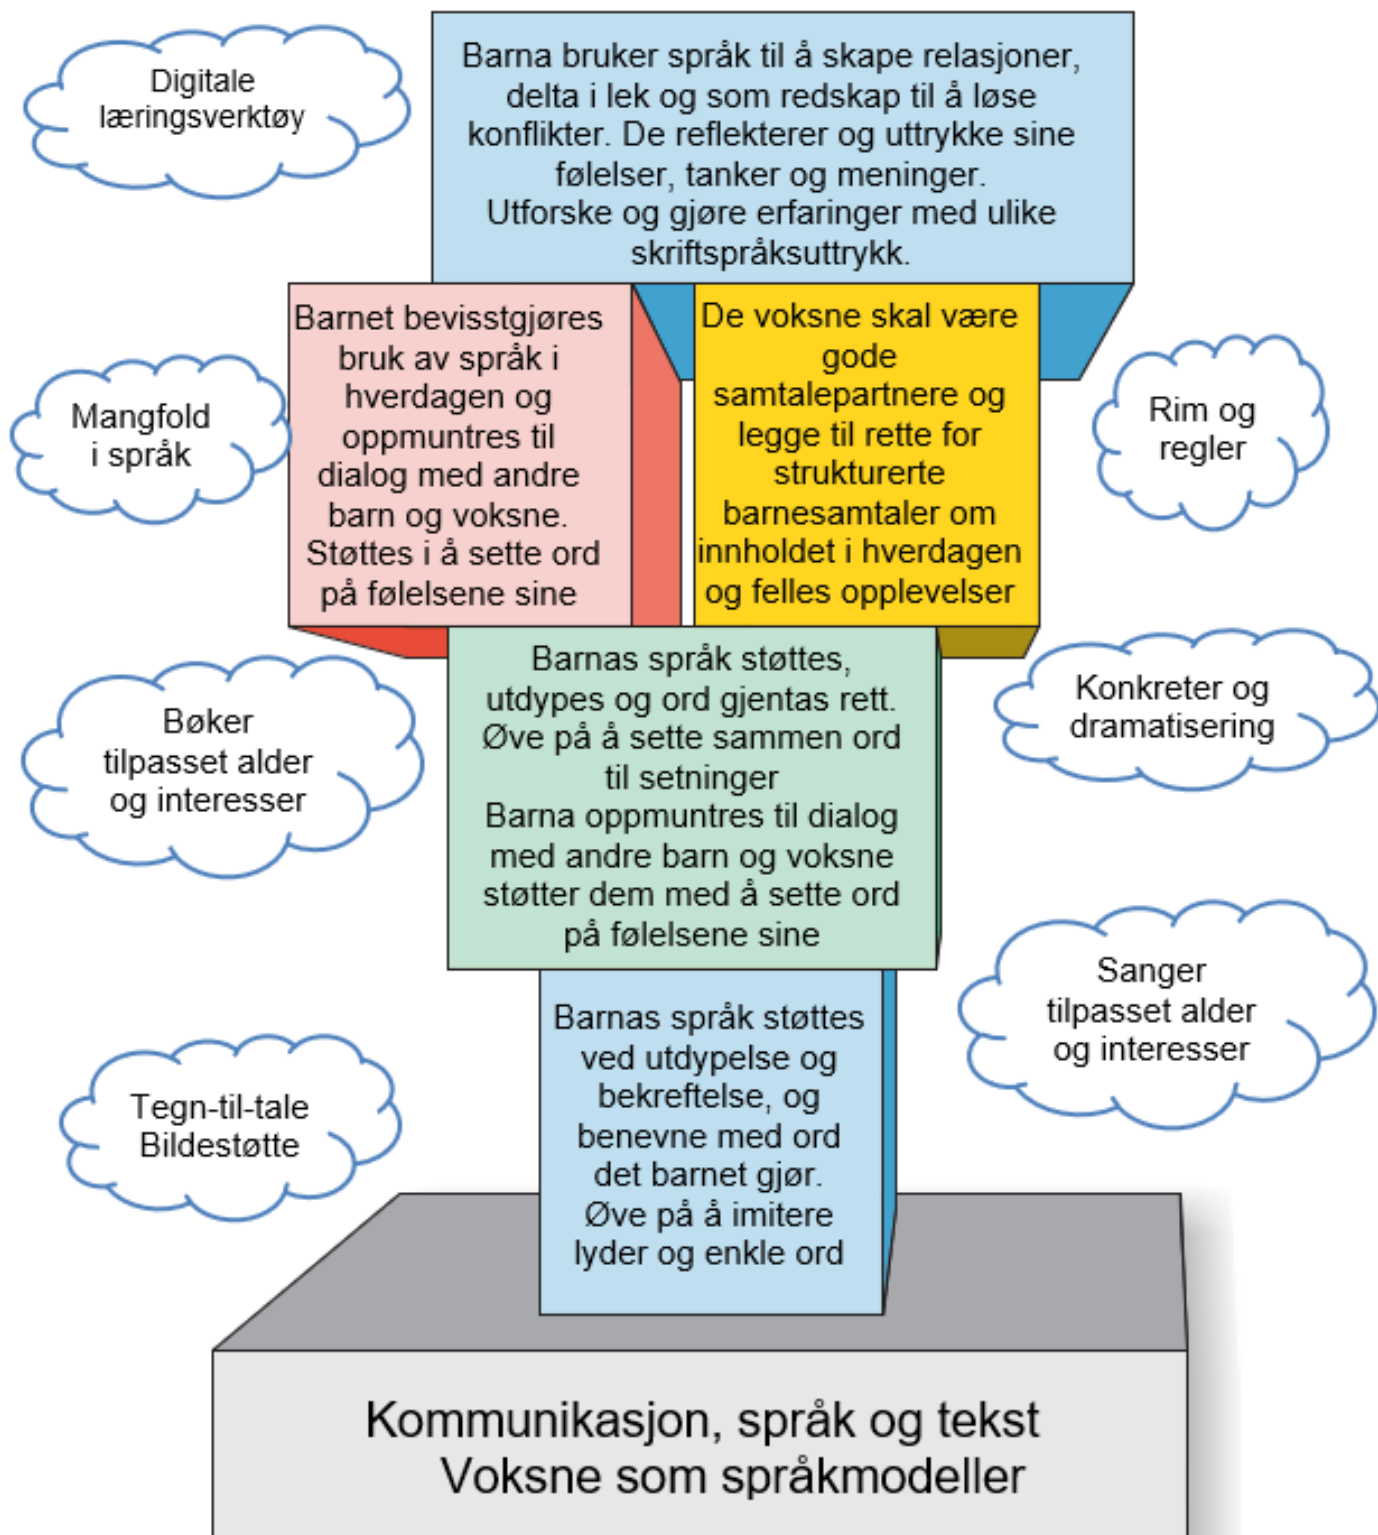 Digitale
læringsverktøy
Barna bruker språk til å skape relasjoner,
delta i lek og som redskap til å løse
konflikter. De reflekterer og uttrykke sine
følelser, tanker og meninger.
Utforske og gjøre erfaringer med ulike
skriftspråksuttrykk.
Mangfold
i språk
Barnet bevisstgjøres
bruk av språk i
hverdagen og
oppmuntres til
dialog med andre
barn og voksne.
Støttes i å sette ord
på følelsene sine
De voksne skal være
gode
samtalepartnere og
legge til rette for
strukturerte
barnesamtaler om
innholdet i hverdagen
og felles opplevelser
Rim og
regler
Bøker
tilpasset alder
og interesser
Barnas språk støttes,
utdypes og ord gjentas rett.
Øve på å sette sammen ord
til setninger
Barna oppmuntres til dialog
med andre barn og voksne
støtter dem med å sette ord
på følelsene sine
Konkreter og
dramatisering
Sanger
tilpasset alder
og interesser
Tegn-til-tale
Bildestøtte
Barnas språk støttes
ved utdypelse og
bekreftelse, og
benevne med ord
det barnet gjør.
Øve på å imitere
lyder og enkle ord
Kommunikasjon, språk og tekst
Voksne som språkmodeller